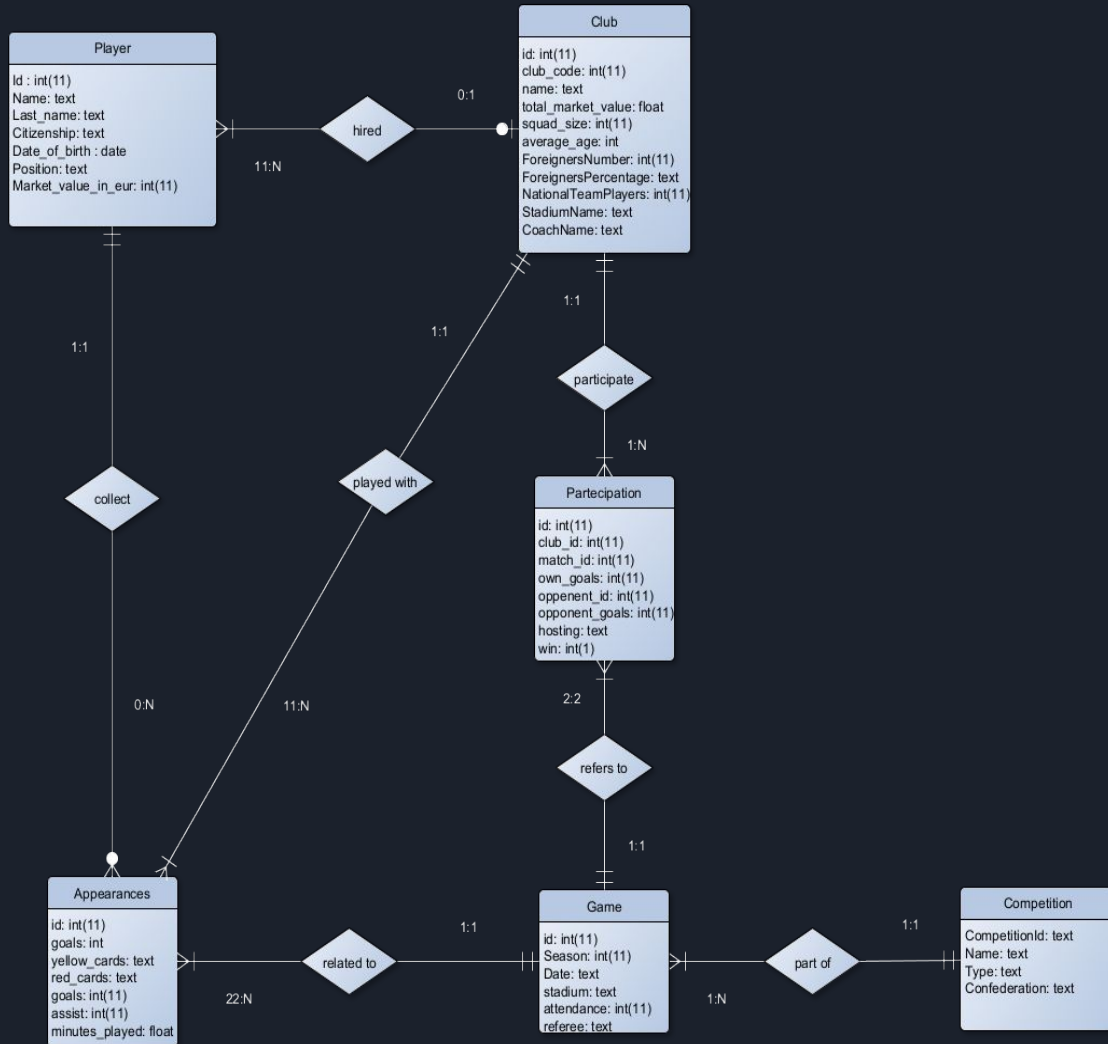 Player
Id : int(11)
Name: text
Last_name: text
Citizenship: text
Date_of_birth : date
Position: text
Market_value_in_eur: int(11)
hired
11:N
0:1
Club
id: int(11)
club_code: int(11)
name: text
total_market_value: float
squad_size: int(11)
average_age: int
ForeignersNumber: int(11)
ForeignersPercentage: text
NationalTeamPlayers: int(11)
StadiumName: text
CoachName: text
1:1
collect
0:N
1:1
played with
11:N
1:1
participate
1:N
Partecipation
id: int(11)
club_id: int(11)
match_id: int(11)
own_goals: int(11)
oppenent_id: int(11)
opponent_goals: int(11)
hosting: text
win: int(1)
2:2
refers to
1:1
Appearances
id: int(11)
goals: int
yellow_cards: text
red_cards: text
goals: int(11)
assist: int(11)
minutes_played: float
22:N
related to
1:1
Game
id: int(11)
Season: int(11)
Date: text
stadium: text
attendance: int(11)
referee: text
1:N
part of
1:1
Competition
CompetitionId: text
Name: text
Type: text
Confederation: text